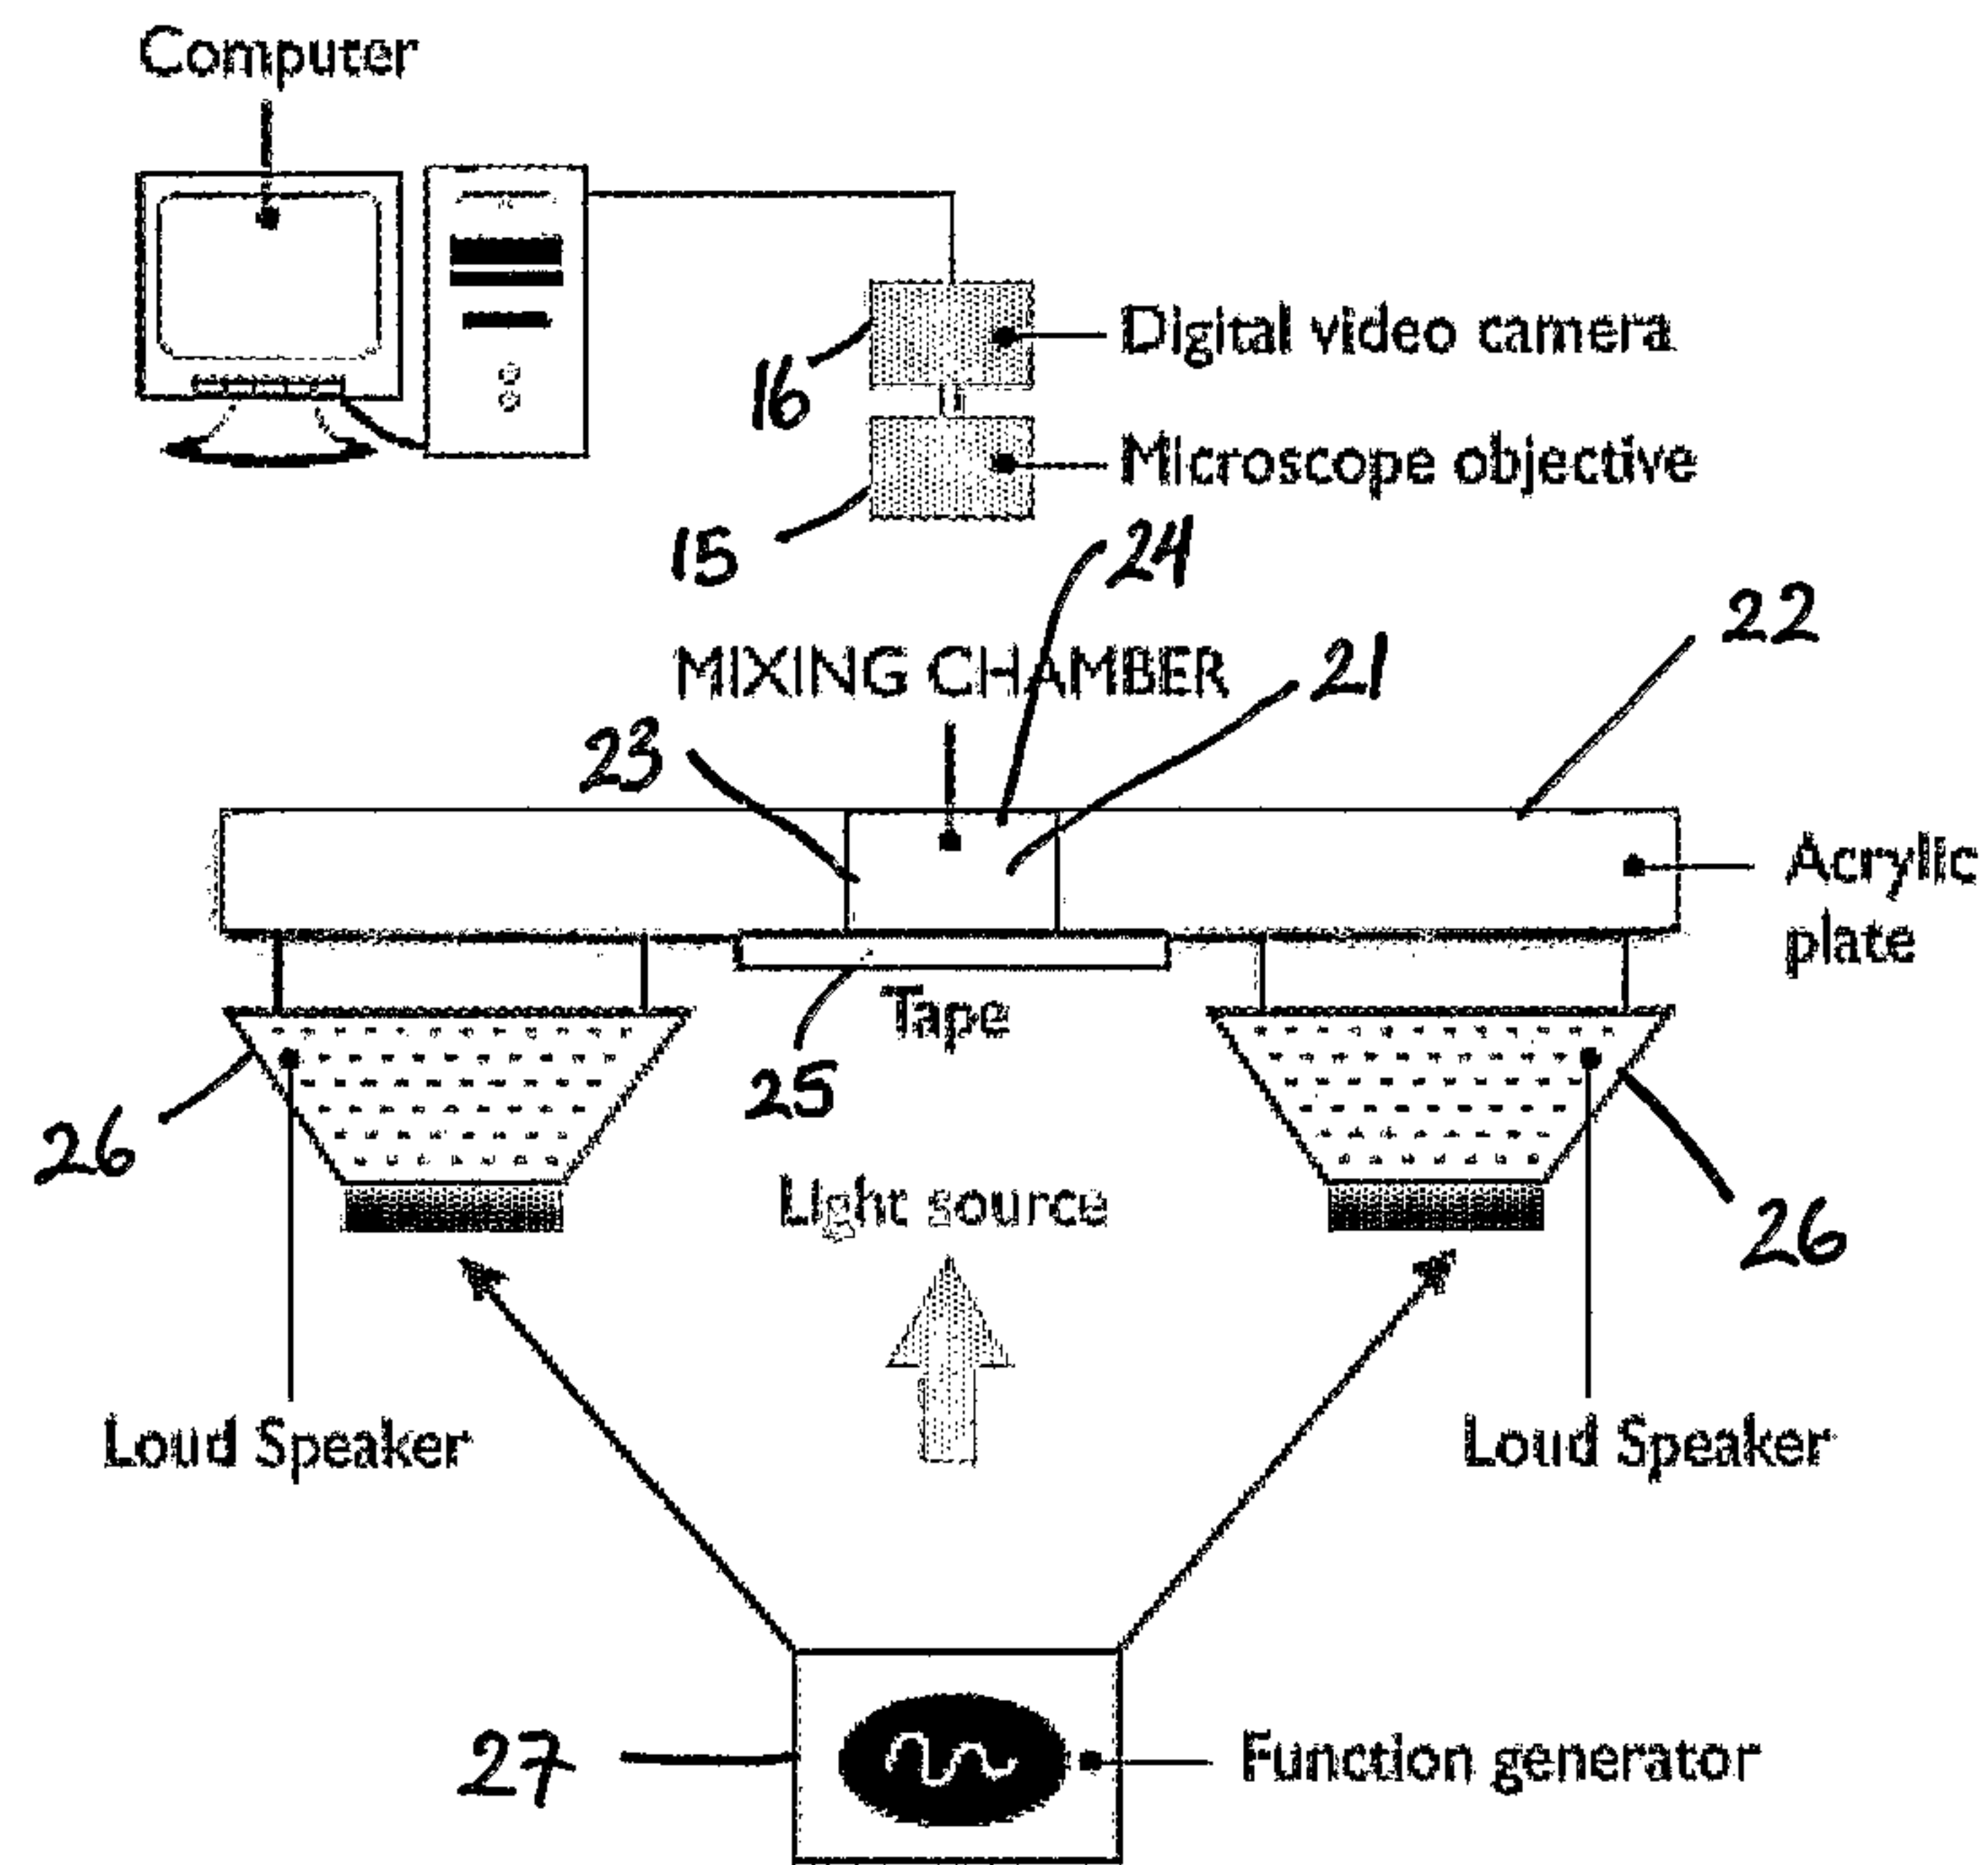 Computer
Digital video camera
16
Microscope objective
15
24
22
MIXING CHAMBER
21
23
Acrylic
plate
Tape
25
26
Light source
26
Loud Speaker
Loud Speaker
27
Function generator